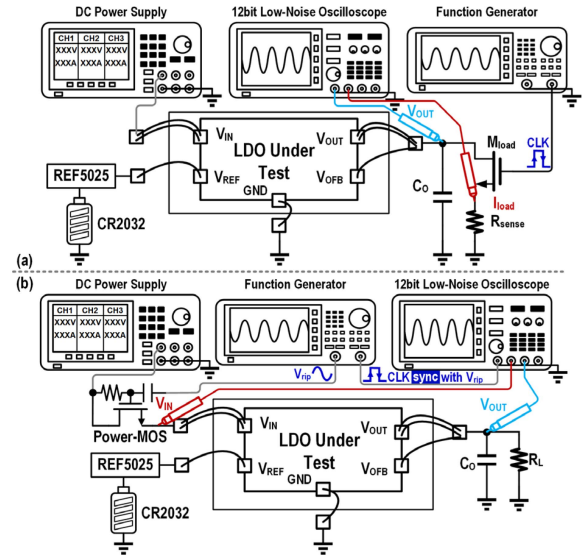 DC Power Supply
12bit Low-Noise Oscilloscope
Function Generator
CH1 CH2 CH3
XXXV XXXV XXXV
XXXA XXXA XXXA
VOUT
VIN
VOUT
Mload
CLK
LDO Under
Test
REF5025
VREF
VOFB
GND
CO
Iload
Rsense
CR2032
(a)
(b)
DC Power Supply
Function Generator
12bit Low-Noise Oscilloscope
CH1 CH2 CH3
XXXV XXXV XXXV
XXXA XXXA XXXA
Vrip
CLK sync with Vrip
VIN
VOUT
Power-MOS
VIN
VOUT
LDO Under
Test
REF5025
VREF
VOFB
GND
CO
RL
CR2032